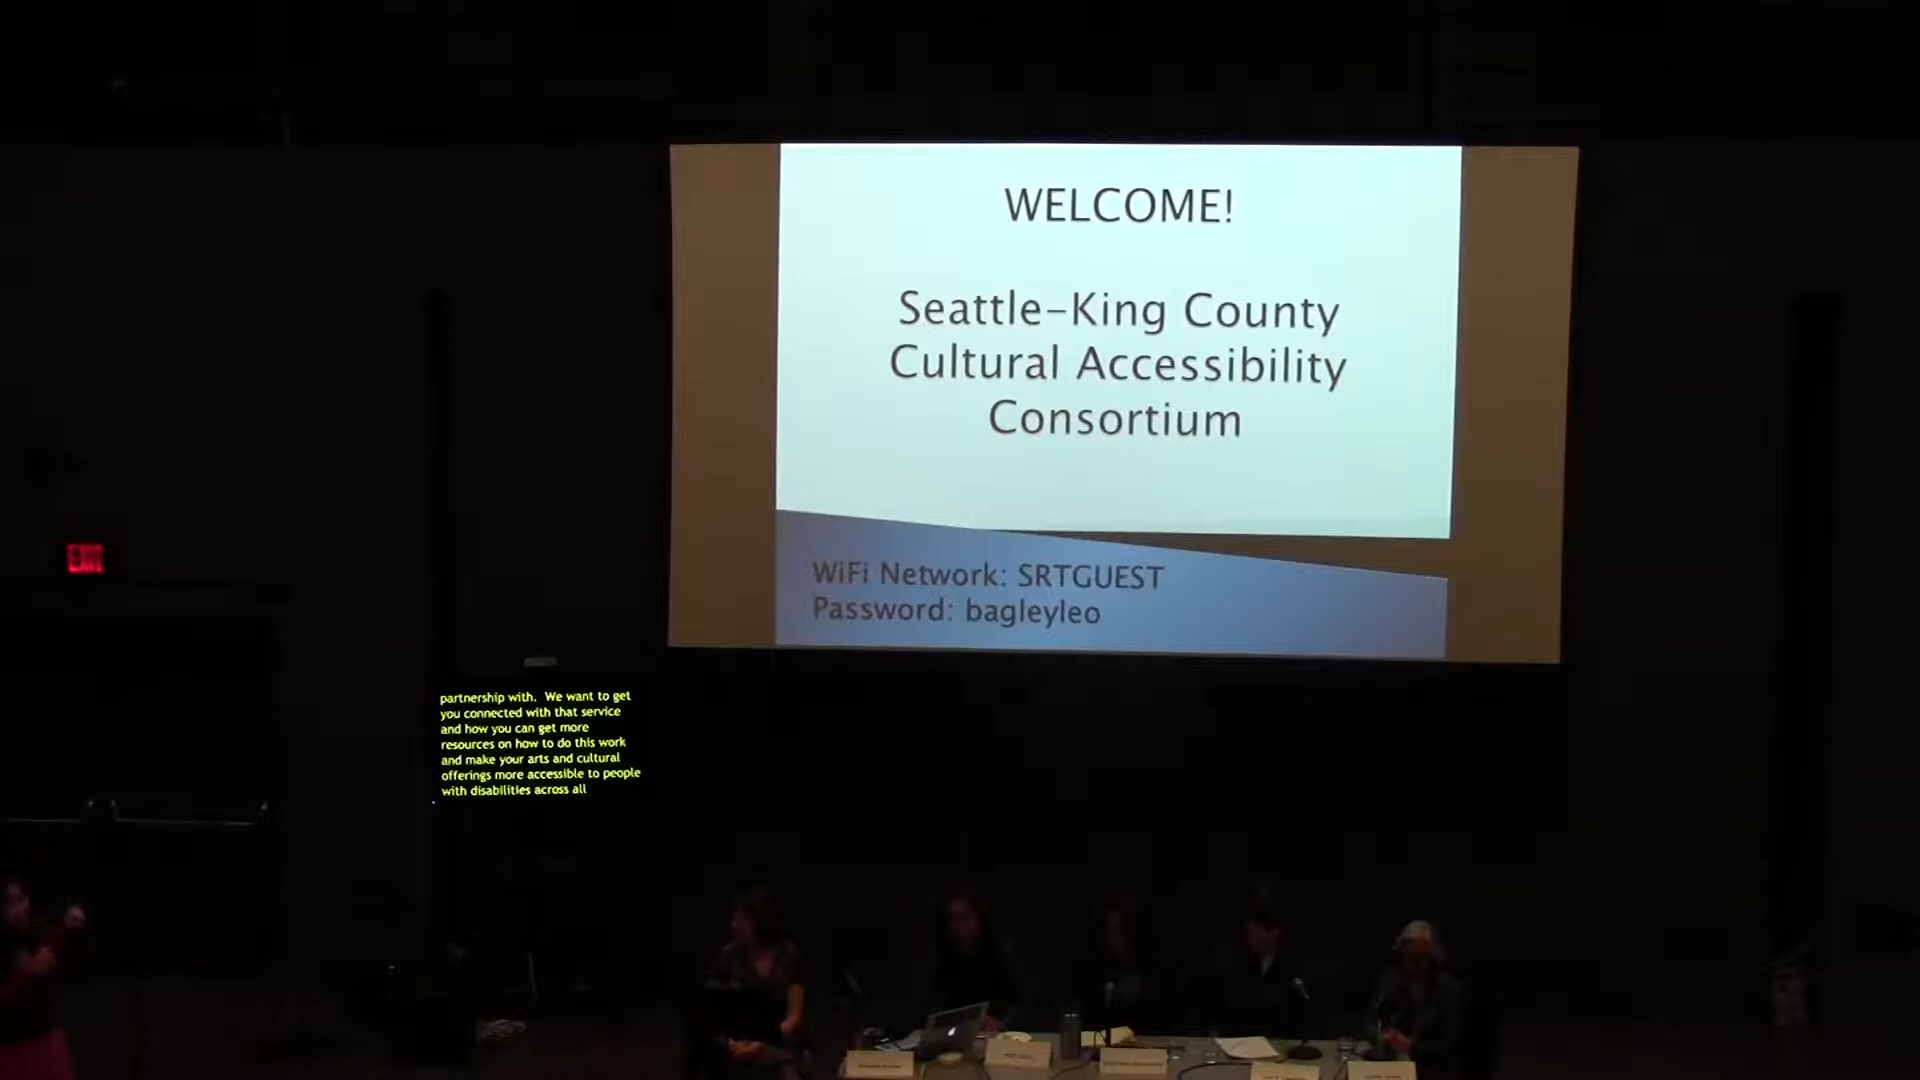 WELCOME!
Seattle-King County
Cultural Accessibility
Consortium
WiFi Network: SRTGUEST
Password: bagleyleo
EXIT
partnership with. We want to get
you connected with that service
and how you can get more
resources on how to do this work
and make your arts and cultural
offerings more accessible to people
with disabilities across all